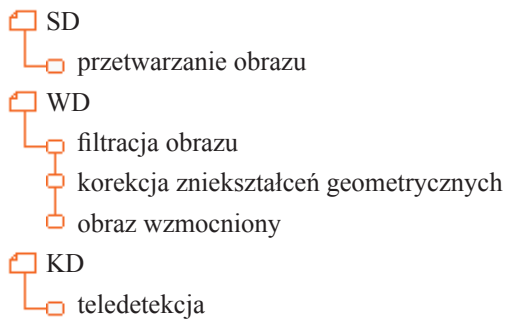 SD
przetwarzanie obrazu
WD
filtracja obrazu
korekcja zniekształceń geometrycznych
obraz wzmocniony
KD
teledetekcja